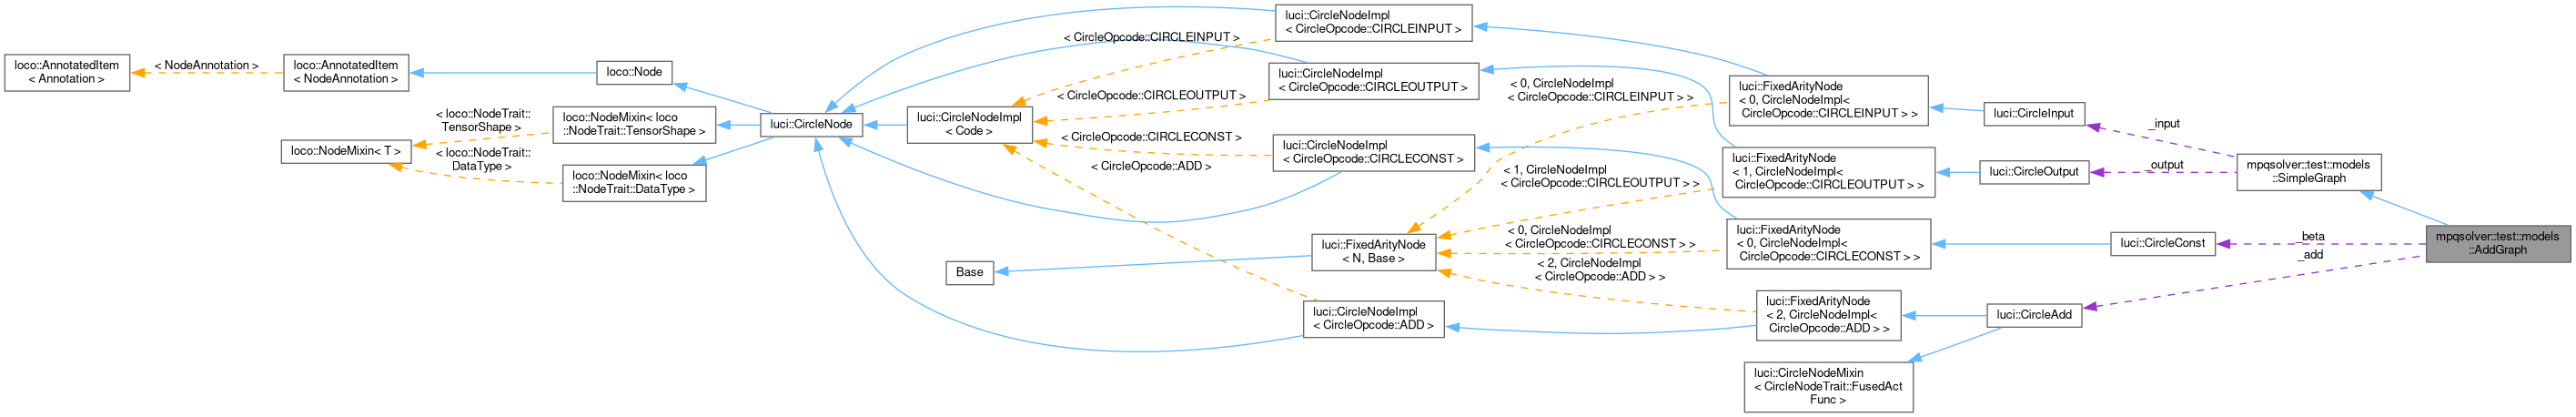 loco::AnnotatedItem
< Annotation >
< NodeAnnotation >
loco::AnnotatedItem
< NodeAnnotation >
loco::Node
loco::NodeMixin< T >
< loco::NodeTrait::
TensorShape >
< loco::NodeTrait::
DataType >
loco::NodeMixin< loco
::NodeTrait::TensorShape >
loco::NodeMixin< loco
::NodeTrait::DataType >
luci::CircleNode
luci::CircleNodeImpl
< Code >
Base
< CircleOpcode::CIRCLEINPUT >
< CircleOpcode::CIRCLEOUTPUT >
< CircleOpcode::CIRCLECONST >
< CircleOpcode::ADD >
luci::CircleNodeImpl
< CircleOpcode::CIRCLEINPUT >
luci::CircleNodeImpl
< CircleOpcode::CIRCLEOUTPUT >
luci::CircleNodeImpl
< CircleOpcode::CIRCLECONST >
luci::FixedArityNode
< N, Base >
luci::CircleNodeImpl
< CircleOpcode::ADD >
< 0, CircleNodeImpl
< CircleOpcode::CIRCLEINPUT > >
< 1, CircleNodeImpl
< CircleOpcode::CIRCLEOUTPUT > >
< 0, CircleNodeImpl
< CircleOpcode::CIRCLECONST > >
< 2, CircleNodeImpl
< CircleOpcode::ADD > >
luci::FixedArityNode
< 0, CircleNodeImpl<
CircleOpcode::CIRCLEINPUT > >
luci::FixedArityNode
< 1, CircleNodeImpl<
CircleOpcode::CIRCLEOUTPUT > >
luci::FixedArityNode
< 0, CircleNodeImpl<
CircleOpcode::CIRCLECONST > >
luci::FixedArityNode
< 2, CircleNodeImpl<
CircleOpcode::ADD > >
luci::CircleNodeMixin
< CircleNodeTrait::FusedAct
Func >
luci::CircleInput
luci::CircleOutput
luci::CircleConst
luci::CircleAdd
_input
_output
_beta
_add
mpqsolver::test::models
::SimpleGraph
mpqsolver::test::models
::AddGraph